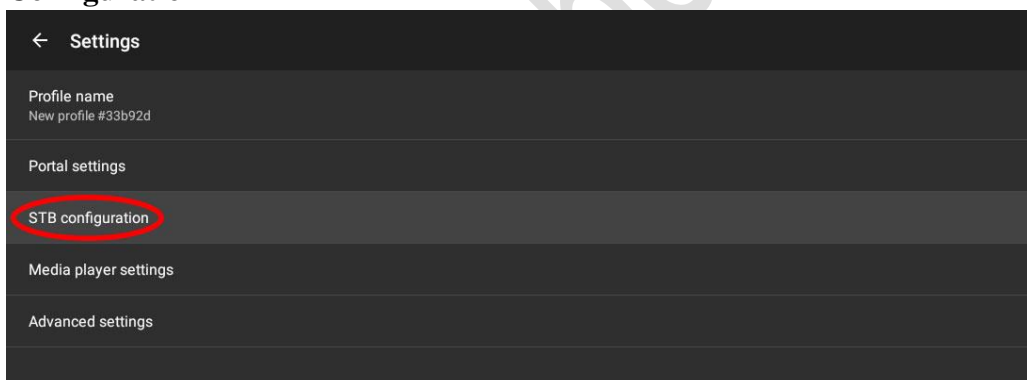 Settings
Profile name
New profile #33b92d
Portal settings
STB configuration
Media player settings
Advanced settings